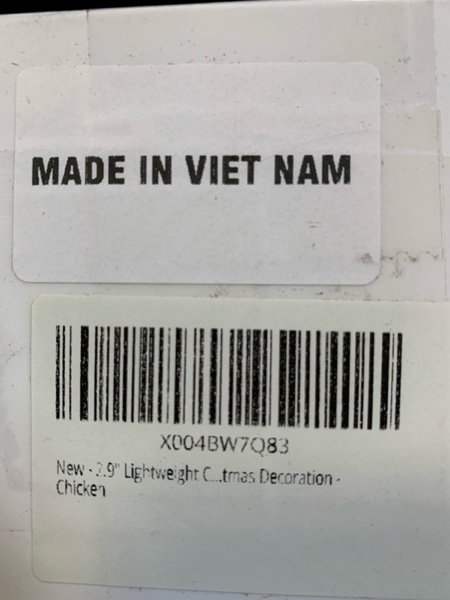 MADE IN VIET NAM
X004BW7Q83
New - 2.9" Lightweight C...tmas Decoration -
Chicken